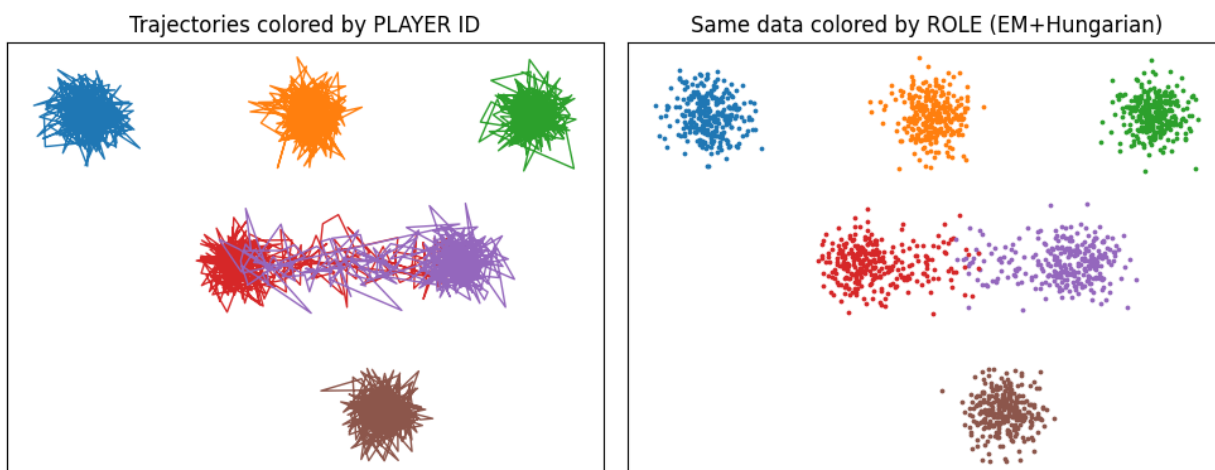 Trajectories colored by PLAYER ID
Same data colored by ROLE (EM+Hungarian)